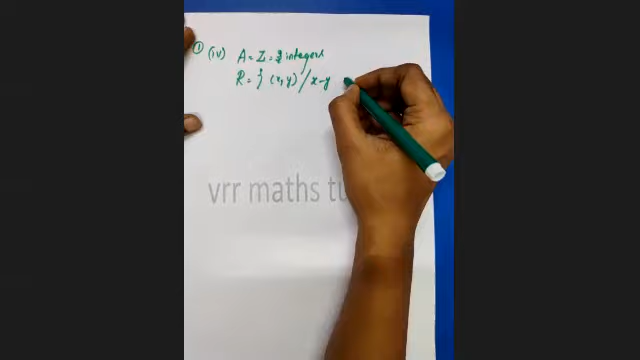 ① (iv) A = Z = integers
R = { (x, y) / x - y
vrr maths tu